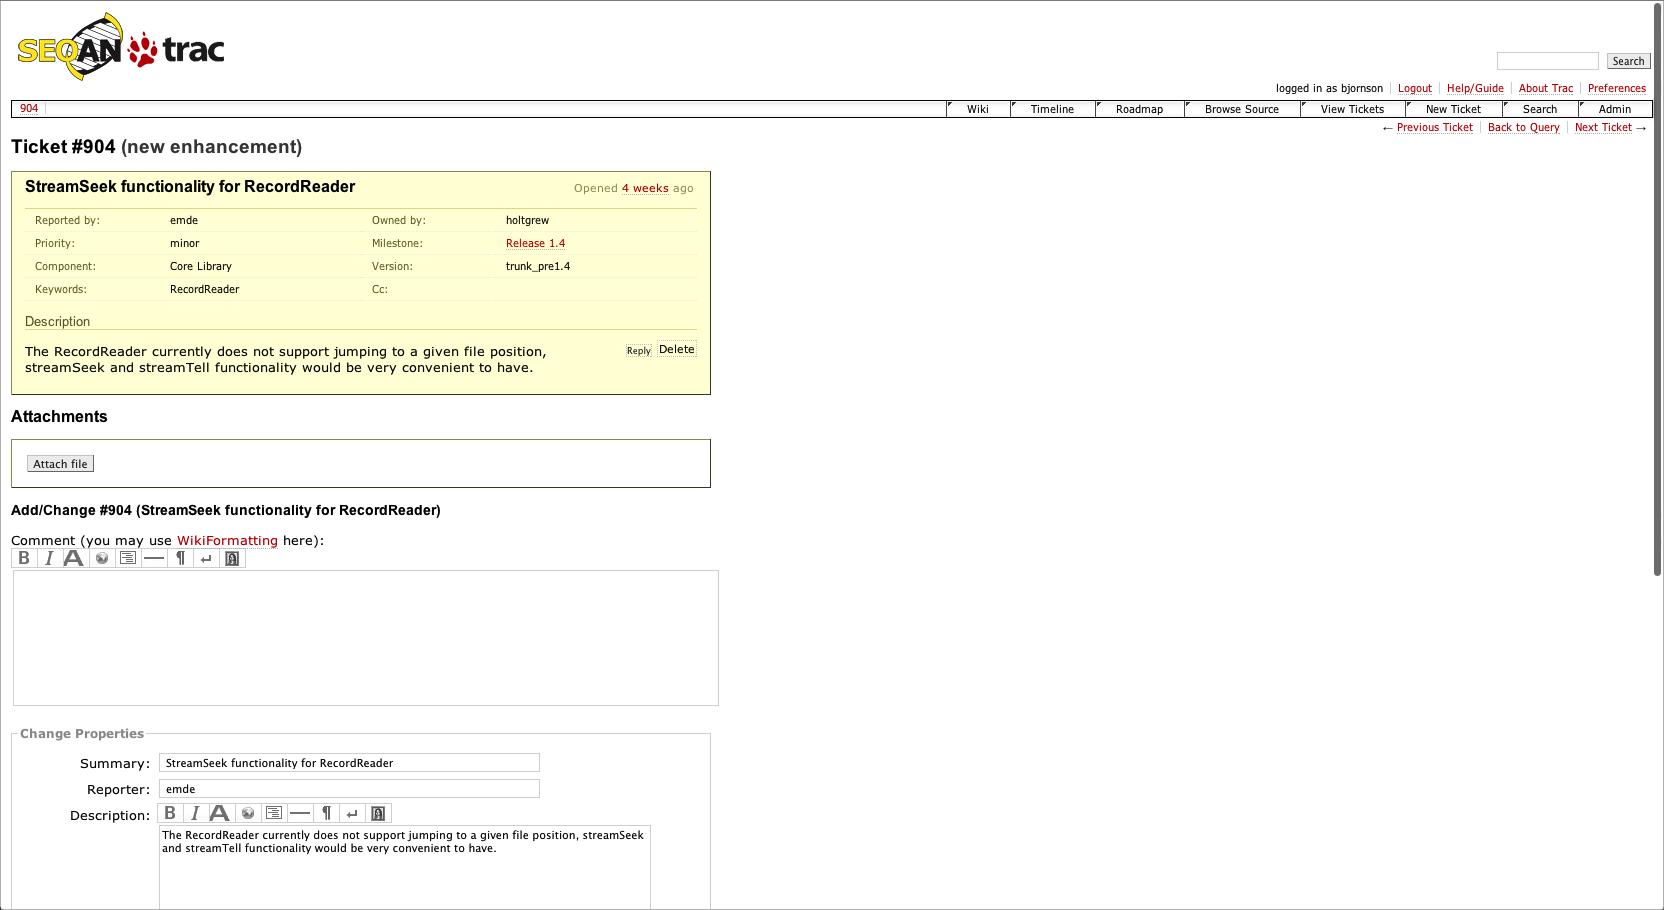 SEQAN trac
Search
logged in as bjornson Logout Help/Guide About Trac Preferences
904 Wiki Timeline Roadmap Browse Source View Tickets New Ticket Search Admin
← Previous Ticket Back to Query Next Ticket →
Ticket #904 (new enhancement)
StreamSeek functionality for RecordReader Opened 4 weeks ago
Reported by: emde Owned by: holtgrew
Priority: minor Milestone: Release 1.4
Component: Core Library Version: trunk_pre1.4
Keywords: RecordReader Cc:
Description
The RecordReader currently does not support jumping to a given file position, Reply Delete
streamSeek and streamTell functionality would be very convenient to have.
Attachments
Attach file
Add/Change #904 (StreamSeek functionality for RecordReader)
Comment (you may use WikiFormatting here):
B I A ¶
Change Properties
Summary: StreamSeek functionality for RecordReader
Reporter: emde
Description: B I A ¶
The RecordReader currently does not support jumping to a given file position, streamSeek
and streamTell functionality would be very convenient to have.